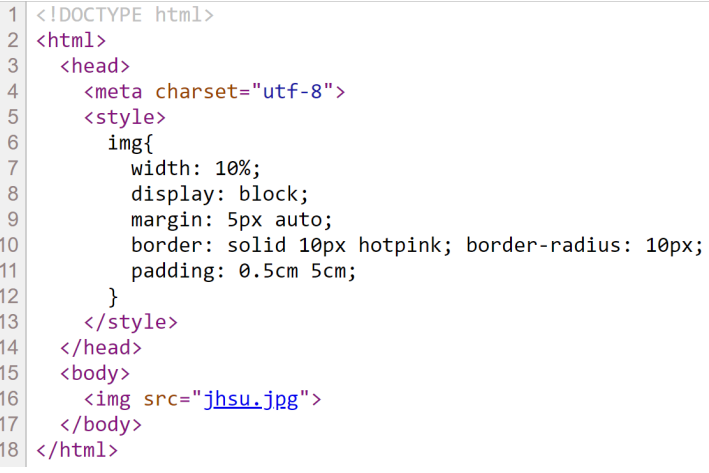 1 <!DOCTYPE html>
2 <html>
3   <head>
4     <meta charset="utf-8">
5     <style>
6       img{
7         width: 10%;
8         display: block;
9         margin: 5px auto;
10         border: solid 10px hotpink; border-radius: 10px;
11         padding: 0.5cm 5cm;
12       }
13     </style>
14   </head>
15   <body>
16     <img src="jhsu.jpg">
17   </body>
18 </html>